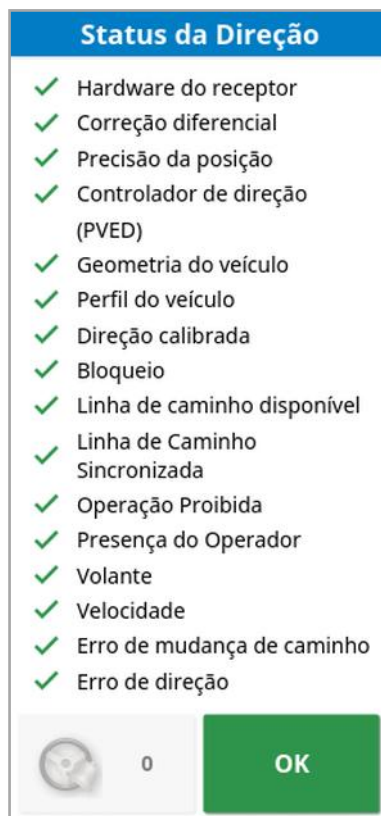 Status da Direção
Hardware do receptor
Correção diferencial
Precisão da posição
Controlador de direção
(PVED)
Geometria do veículo
Perfil do veículo
Direção calibrada
Bloqueio
Linha de caminho disponível
Linha de Caminho
Sincronizada
Operação Proibida
Presença do Operador
Volante
Velocidade
Erro de mudança de caminho
Erro de direção
0
OK